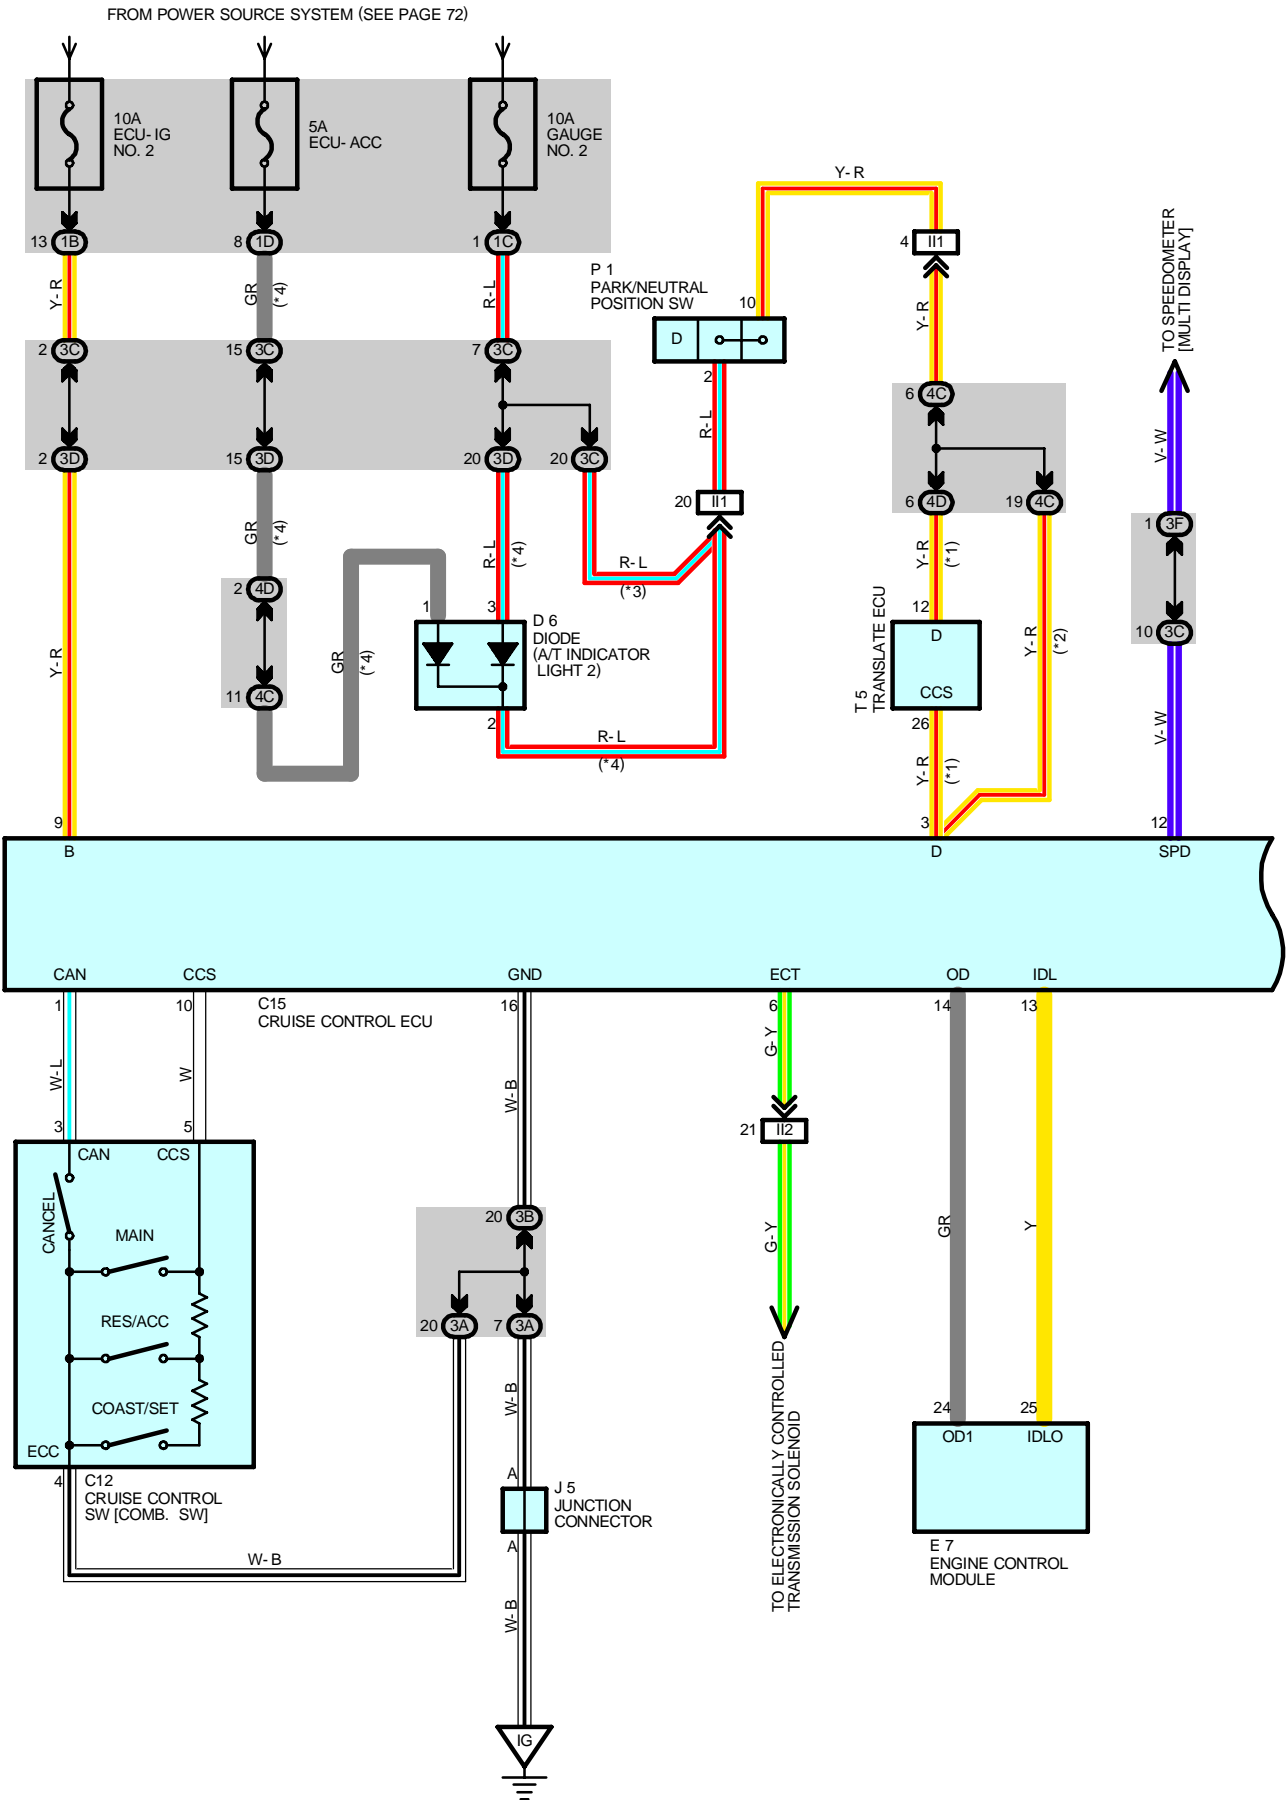 FROM POWER SOURCE SYSTEM (SEE PAGE 72)
10A
ECU-IG
NO. 2
5A
ECU-ACC
10A
GAUGE
NO. 2
13 1B
8 1D
1 1C
Y-R
GR
(*4)
R-L
2 3C
15 3C
7 3C
2 3D
15 3D
20 3D
20 3C
P 1
PARK/NEUTRAL
POSITION SW
10
D
2
R-L
20 II1
Y-R
4 II1
Y-R
6 4C
6 4D
19 4C
TO SPEEDOMETER
[MULTI DISPLAY]
V-W
1 3F
10 3C
V-W
GR
(*4)
R-L
(*4)
R-L
(*3)
2 4D
11 4C
GR
(*4)
1
3
D 6
DIODE
(A/T INDICATOR
LIGHT 2)
2
R-L
(*4)
Y-R
(*1)
12
D
CCS
26
T 5
TRANSLATE ECU
Y-R
(*2)
Y-R
(*1)
Y-R
9
3
12
B
D
SPD
CAN
CCS
GND
ECT
OD
IDL
1
10
C15
CRUISE CONTROL ECU
16
6
14
13
W-L
W
W-B
G-Y
21 II2
G-Y
TO ELECTRONICALLY CONTROLLED
TRANSMISSION SOLENOID
GR
Y
3
5
CAN
CCS
CANCEL
MAIN
RES/ACC
COAST/SET
ECC
4
C12
CRUISE CONTROL
SW [COMB. SW]
W-B
20 3B
20 3A
7 3A
W-B
A
J 5
JUNCTION
CONNECTOR
A
W-B
IG
24
25
OD1
IDLO
E 7
ENGINE CONTROL
MODULE